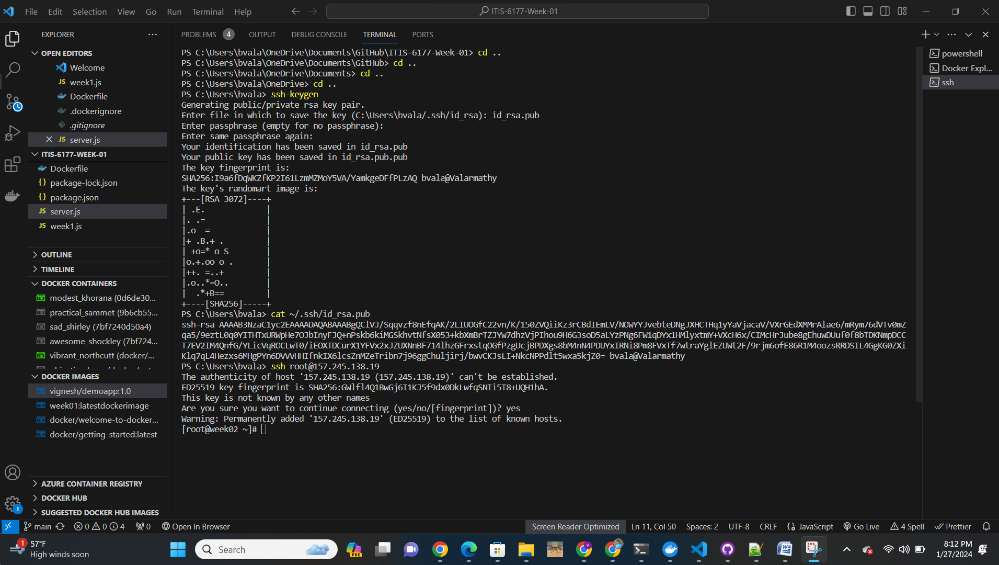 File Edit Selection View Go Run Terminal Help
ITIS-6177-Week-01
EXPLORER
OPEN EDITORS
Welcome
JS week1.js
Dockerfile
.dockerignore
.gitignore
JS server.js
ITIS-6177-WEEK-01
Dockerfile
{} package-lock.json
{} package.json
JS server.js
JS week1.js
OUTLINE
TIMELINE
DOCKER CONTAINERS
modest_khorana (0d6de30...
practical_sammet (9b6cb55...
sad_shirley (7bf7240d50a4)
awesome_shockley (7bf724...
vibrant_northcutt (docker/...
DOCKER IMAGES
vignesh/demoapp:1.0
week01:latestdockerimage
docker/welcome-to-docker...
docker/getting-started:latest
AZURE CONTAINER REGISTRY
DOCKER HUB
SUGGESTED DOCKER HUB IMAGES
1
PROBLEMS 4 OUTPUT DEBUG CONSOLE TERMINAL PORTS
PS C:\Users\bvala\OneDrive\Documents\GitHub\ITIS-6177-Week-01> cd ..
PS C:\Users\bvala\OneDrive\Documents\GitHub> cd ..
PS C:\Users\bvala\OneDrive\Documents> cd ..
PS C:\Users\bvala\OneDrive> cd ..
PS C:\Users\bvala> ssh-keygen
Generating public/private rsa key pair.
Enter file in which to save the key (C:\Users\bvala/.ssh/id_rsa): id_rsa.pub
Enter passphrase (empty for no passphrase):
Enter same passphrase again:
Your identification has been saved in id_rsa.pub
Your public key has been saved in id_rsa.pub.pub
The key fingerprint is:
SHA256:I9a6fDqWKZfKP2I61LzmMZMoY5VA/YamkgeDFfPLzAQ bvala@Valarmathy
The key's randomart image is:
+---[RSA 3072]----+
| .E.             |
|. .=             |
|.o  =            |
|+ .B.+ .         |
| +o=* o S        |
|o.+.oo o .       |
|++. =..+         |
|.o..*=O..        |
|  .*+B==         |
+----[SHA256]-----+
PS C:\Users\bvala> cat ~/.ssh/id_rsa.pub
ssh-rsa AAAAB3NzaC1yc2EAAAADAQABAAABgQClVJ/Sqqvzf8nEfqAK/2LIUOGfC22vn/K/150ZVQiiKz3rCBdIEmLV/NOWYYJvebteDNgJXHCTHq1yYaVjacaV/VXrGEdXMMrAlae6/mRym76dVTv0mZ
qa5/9eztL0q0YITHTxURWpHe7OJbInyFJQ+nPskb6kiMGSkhvtNfsX053+kbXmBrTZJYw7dhzVjPIhou9H6G3soD5aLYzPNg6FW1qDYx1HMlyxtmY+VXcH6x/CIMcHrJube8gEhuwDUuf0f8bTDKNmpDCC
T7EV2IM4QnfG/YLicVqROCLwT0/iEOXTDCurX1YFVx2xJZUXNnBF714lhzGFrxstqOGfPzgUcjBPDXgs8bM4nN4PDUYxIRNi8Pm8FVxTf7wtraYglEZUWt2F/9rjm6ofE86R1M4oozsRRDSIL4GgKG0ZXi
Klq7qL4Hezxs6MHgPYn6DVVVHHIfnkIX6lcsZnMZeTribn7j96ggChuljirj/bwvCKJsLI+NkcNPPdlt5wxa5kjZ0= bvala@Valarmathy
PS C:\Users\bvala> ssh root@157.245.138.19
The authenticity of host '157.245.138.19 (157.245.138.19)' can't be established.
ED25519 key fingerprint is SHA256:GWlfl4Q1BwGj6I1KJ5f9dx0DkLwfqSNIi5T8+UQH1hA.
This key is not known by any other names
Are you sure you want to continue connecting (yes/no/[fingerprint])? yes
Warning: Permanently added '157.245.138.19' (ED25519) to the list of known hosts.
[root@week02 ~]#
powershell
Docker Expl...
ssh
main 0 0 4 0 Open In Browser Screen Reader Optimized Ln 11, Col 50 Spaces: 2 UTF-8 CRLF {} JavaScript Go Live 4 Spell Prettier
1
57°F
High winds soon
Search
PRE
V
8:12 PM
1/27/2024